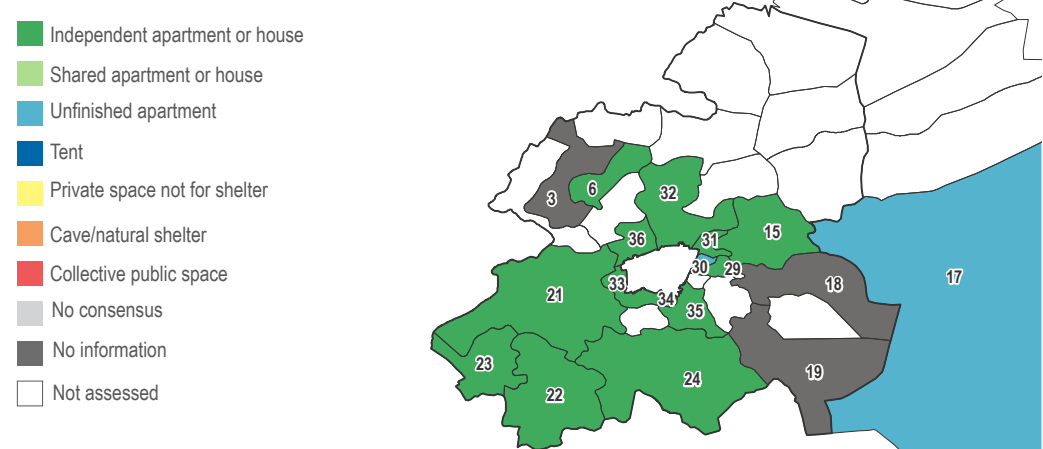 Independent apartment or house
Shared apartment or house
Unfinished apartment
Tent
Private space not for shelter
Cave/natural shelter
Collective public space
No consensus
No information
Not assessed
6
3
32
36
31
15
30
29
17
21
33
18
34
35
23
22
24
19